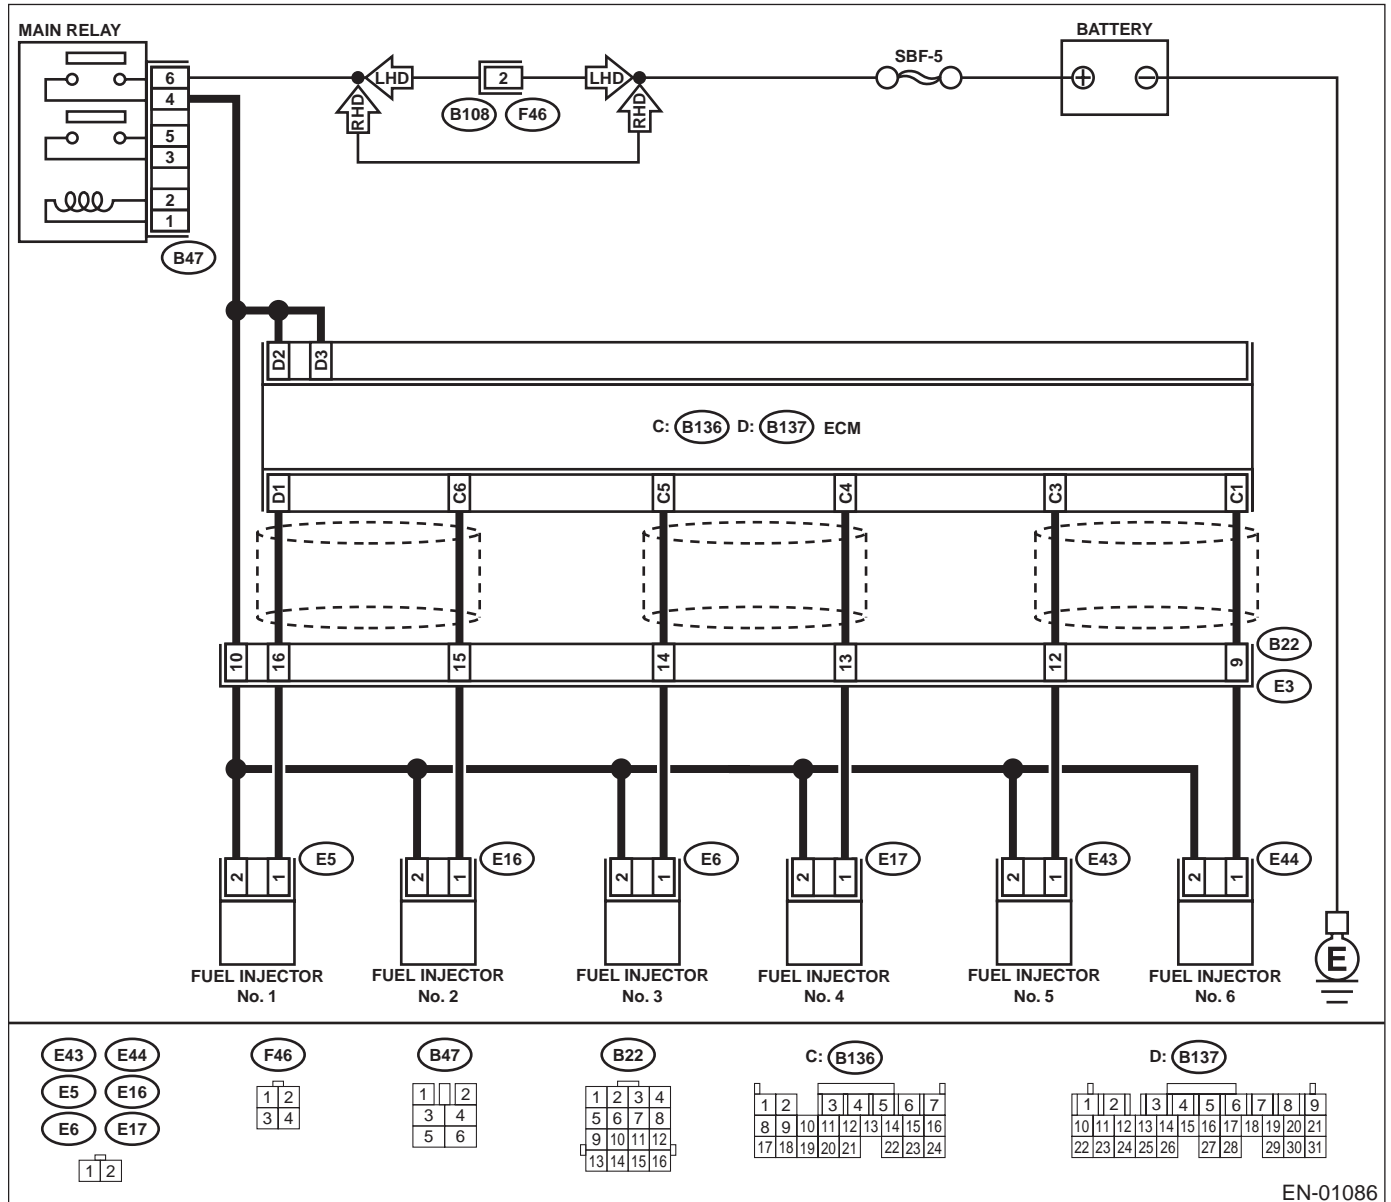 MAIN RELAY
BATTERY
SBF-5
6
4
5
3
2
1
LHD
2
LHD
RHD
RHD
B108
F46
B47
D2
D3
C: B136 D: B137 ECM
D1
C6
C5
C4
C3
C1
10
16
15
14
13
12
9
B22
E3
2
1
E5
2
1
E16
2
1
E6
2
1
E17
2
1
E43
2
1
E44
FUEL INJECTOR
No. 1
FUEL INJECTOR
No. 2
FUEL INJECTOR
No. 3
FUEL INJECTOR
No. 4
FUEL INJECTOR
No. 5
FUEL INJECTOR
No. 6
E
E43 E44
E5 E16
E6 E17
1 2
F46
1 2
3 4
B47
1 2
3 4
5 6
B22
1 2 3 4
5 6 7 8
9 10 11 12
13 14 15 16
C: B136
1 2 3 4 5 6 7
8 9 10 11 12 13 14 15 16
17 18 19 20 21 22 23 24
D: B137
1 2 3 4 5 6 7 8 9
10 11 12 13 14 15 16 17 18 19 20 21
22 23 24 25 26 27 28 29 30 31
EN-01086